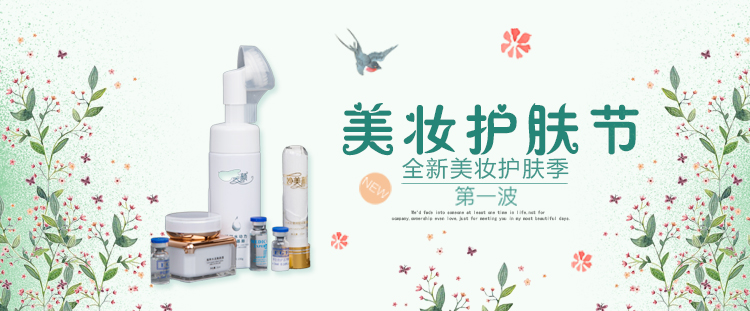 美妆护肤节
全新美妆护肤季
NEW
第一波
We'd fack into someone at least one time in life,not for
company,ownership even love,just for meeting you in my most beautiful days.